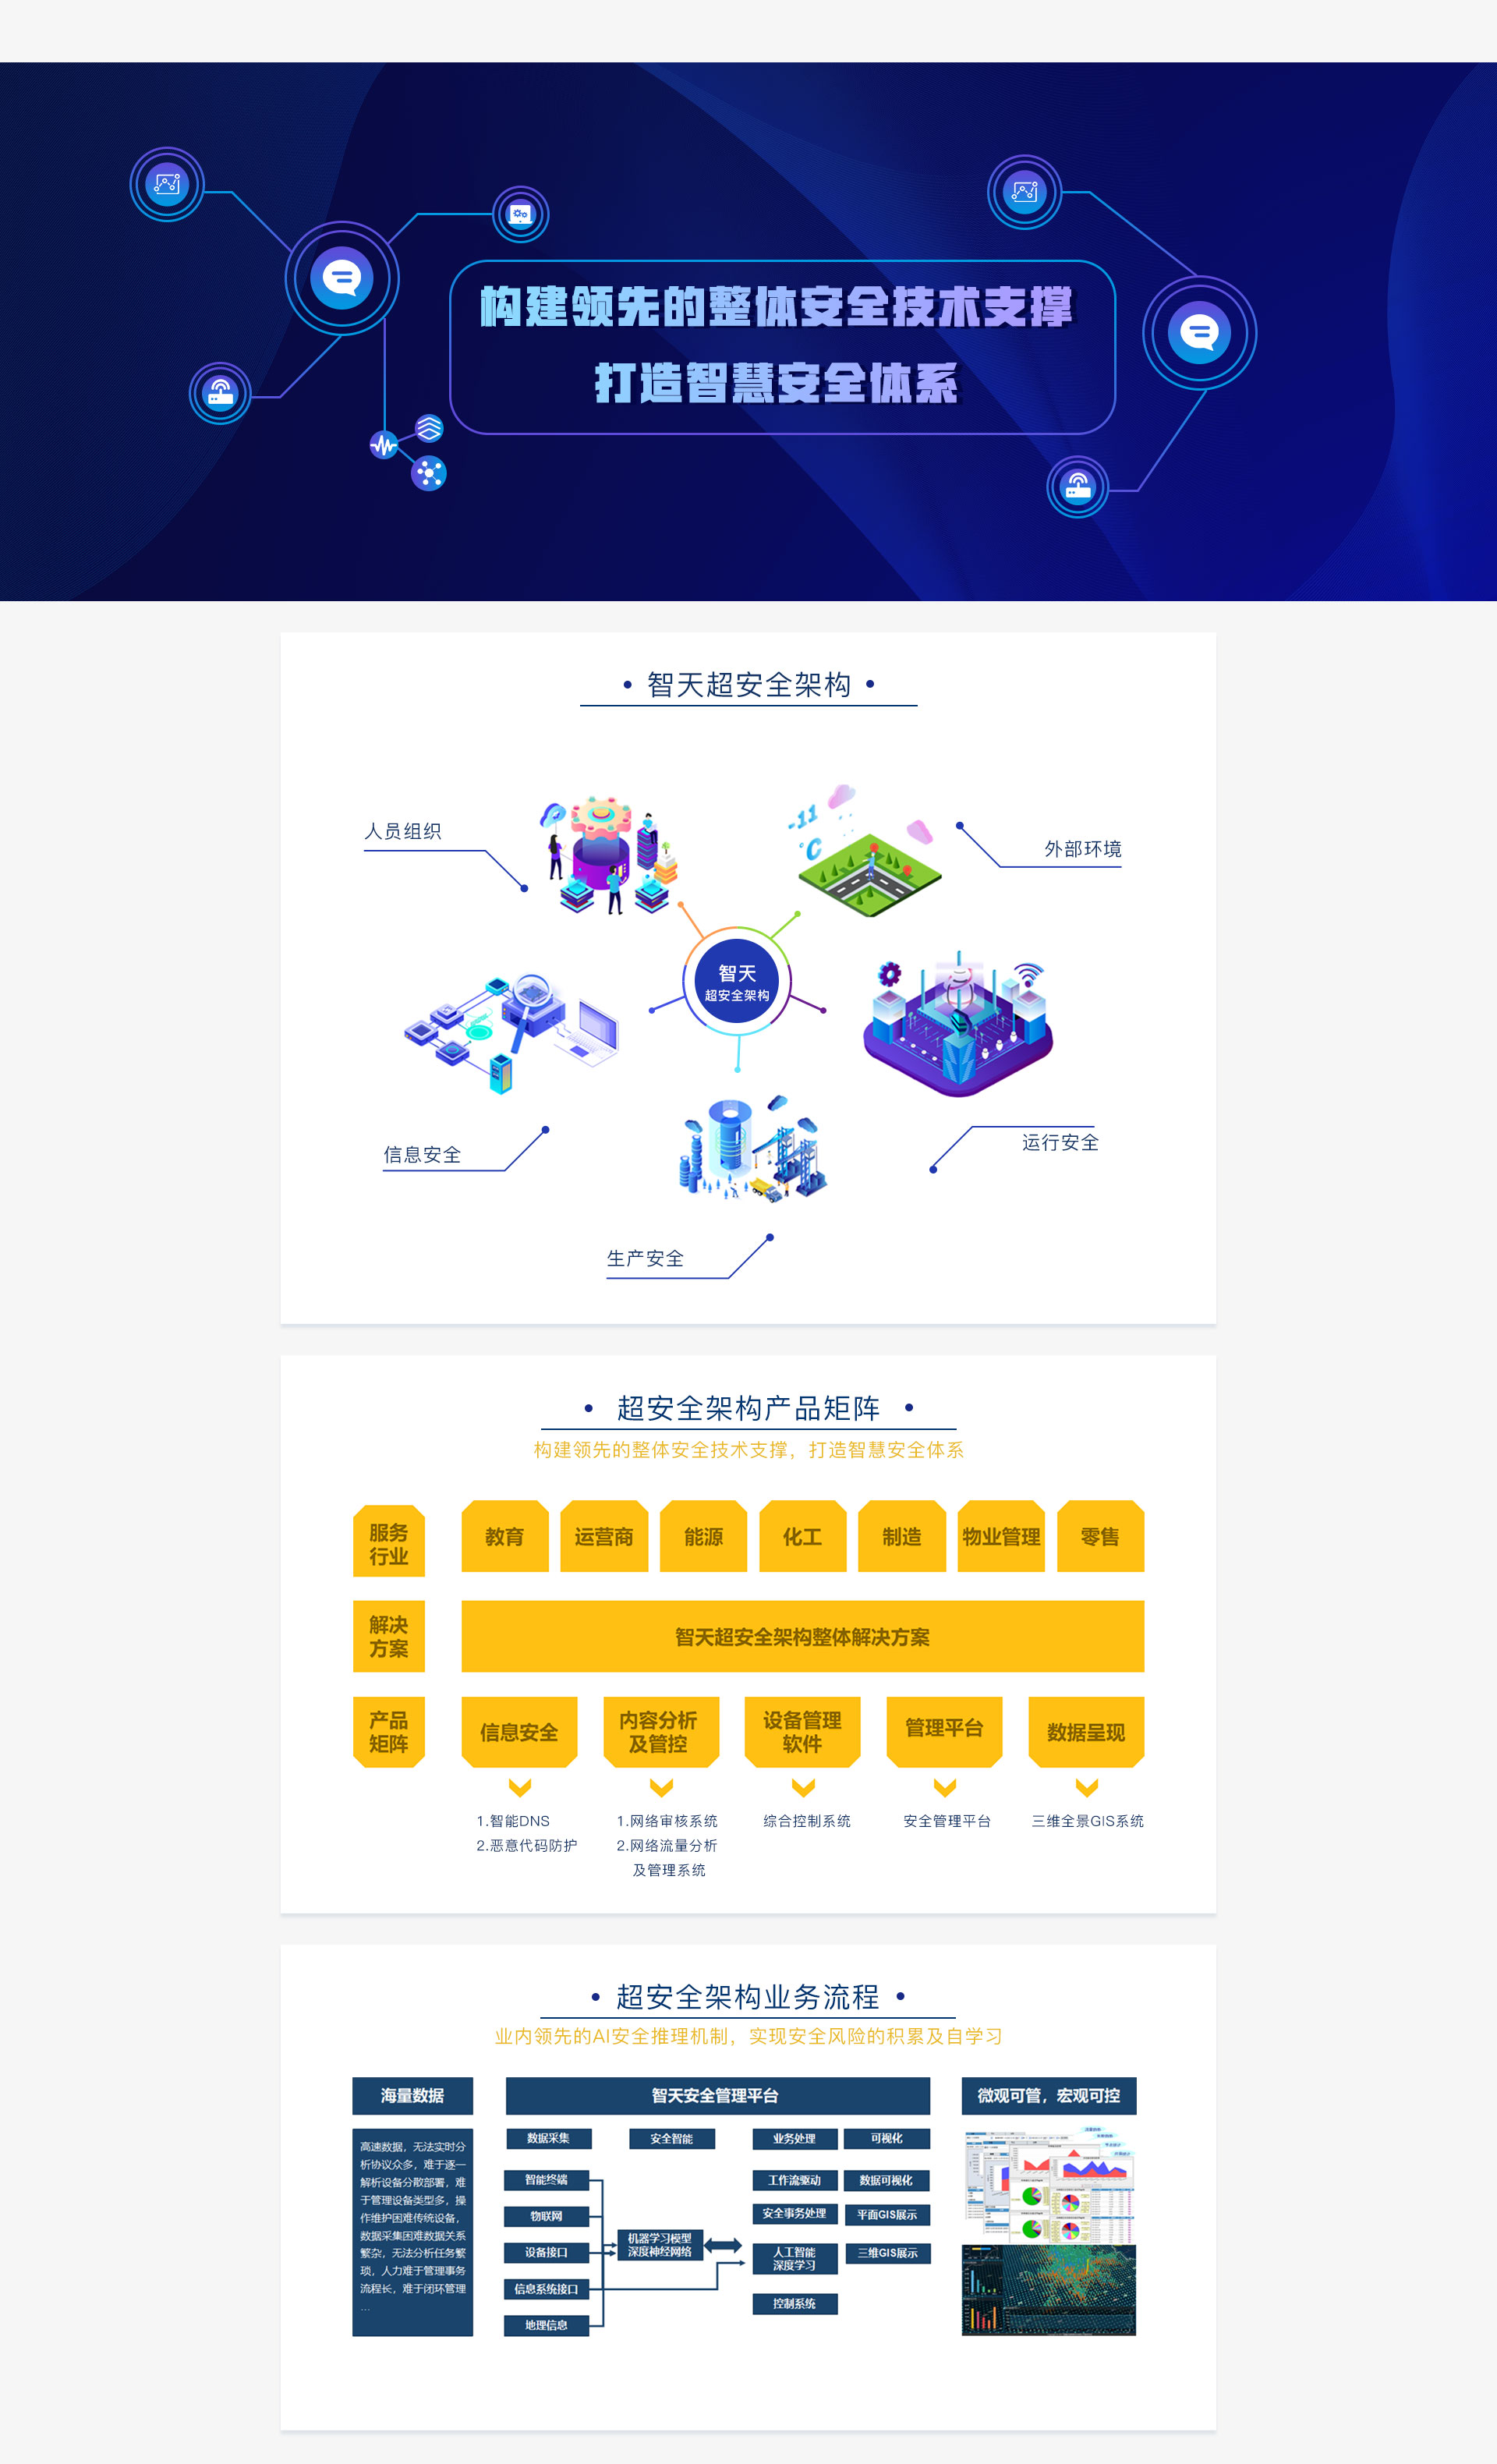 构建领先的整体安全技术支撑
打造智慧安全体系
• 智天超安全架构 •
人员组织
-11
°C
外部环境
智天
超安全架构
信息安全
运行安全
生产安全
• 超安全架构产品矩阵 •
构建领先的整体安全技术支撑，打造智慧安全体系
服务
行业
教育
运营商
能源
化工
制造
物业管理
零售
解决
方案
智天超安全架构整体解决方案
产品
矩阵
信息安全
内容分析
及管控
设备管理
软件
管理平台
数据呈现
1.智能DNS
2.恶意代码防护
1.网络审核系统
2.网络流量分析
及管理系统
综合控制系统
安全管理平台
三维全景GIS系统
• 超安全架构业务流程 •
业内领先的AI安全推理机制，实现安全风险的积累及自学习
海量数据
高速数据，无法实时分
析协议众多，难于逐一
解析设备分散部署，难
于管理设备类型多，操
作维护困难传统设备，
数据采集困难数据关系
繁杂，无法分析任务繁
琐，人力难于管理事务
流程长，难于闭环管理
...
智天安全管理平台
数据采集
安全智能
业务处理
可视化
智能终端
物联网
设备接口
信息系统接口
地理信息
机器学习模型
深度神经网络
工作流驱动
安全事务处理
人工智能
深度学习
控制系统
数据可视化
平面GIS展示
三维GIS展示
微观可管，宏观可控